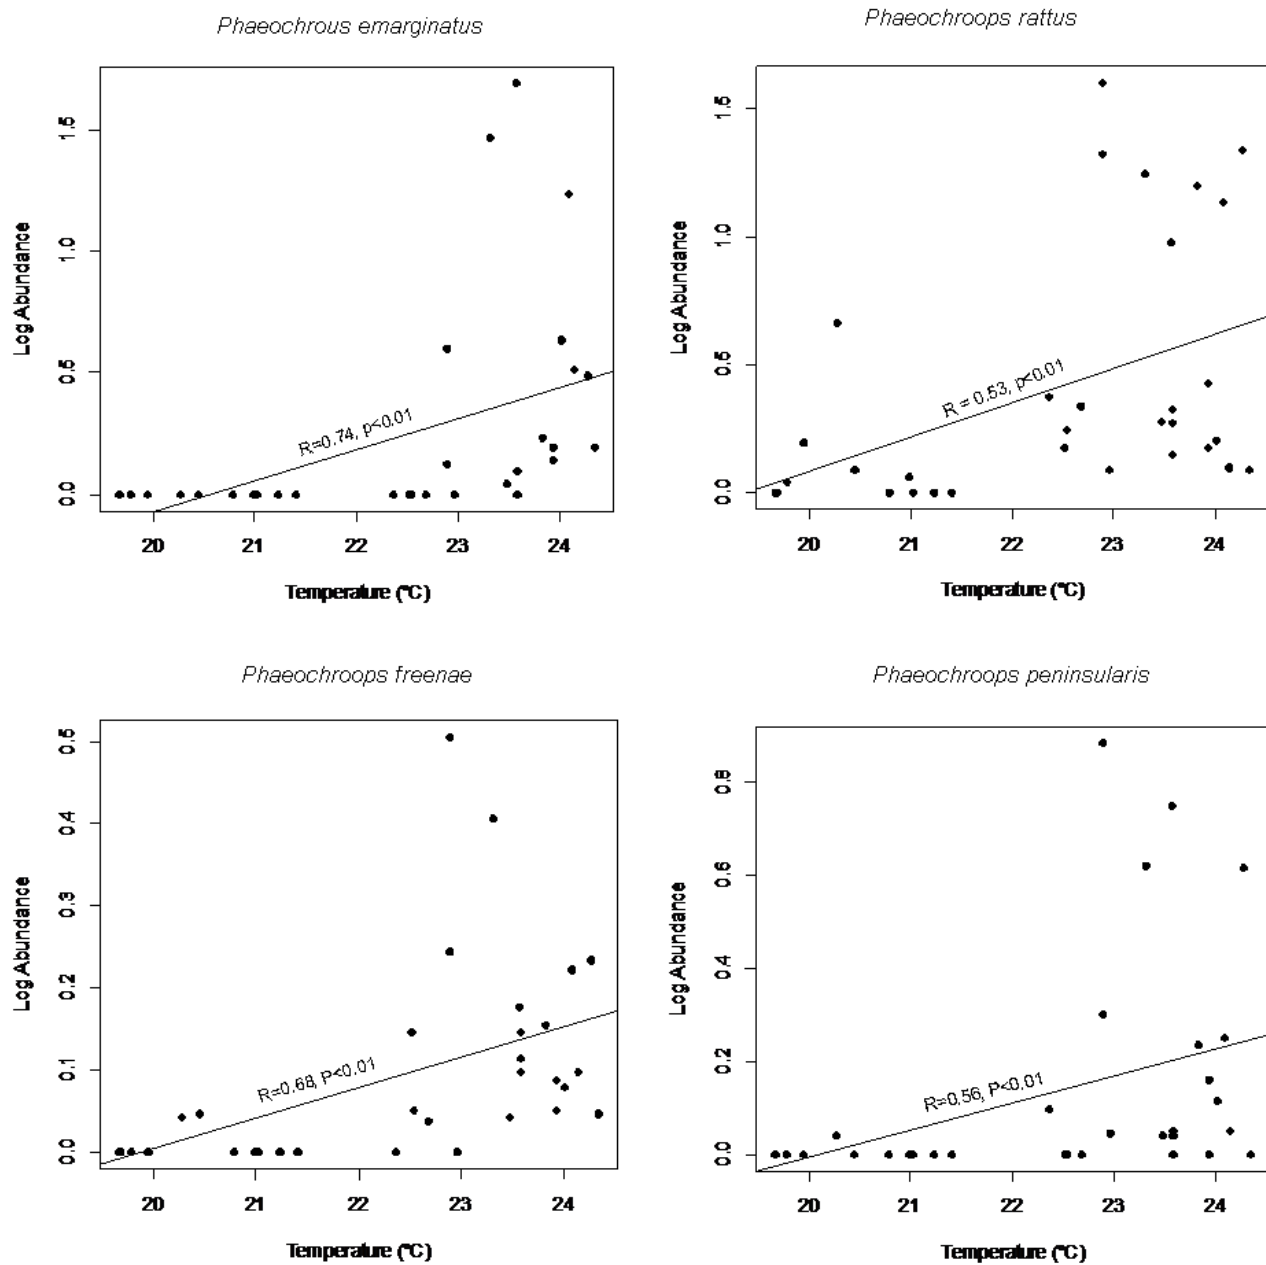 Phaeochrous emarginatus
Log Abundance
1.5
1.0
0.5
0.0
R=0.74, p<0.01
20 21 22 23 24
Temperature (°C)
Phaeochroops rattus
Log Abundance
1.5
1.0
0.5
0.0
R = 0.53, p<0.01
20 21 22 23 24
Temperature (°C)
Phaeochroops freenae
Log Abundance
0.5
0.4
0.3
0.2
0.1
0.0
R=0.68, P<0.01
20 21 22 23 24
Temperature (°C)
Phaeochroops peninsularis
Log Abundance
0.8
0.6
0.4
0.2
0.0
R=0.56, P<0.01
20 21 22 23 24
Temperature (°C)